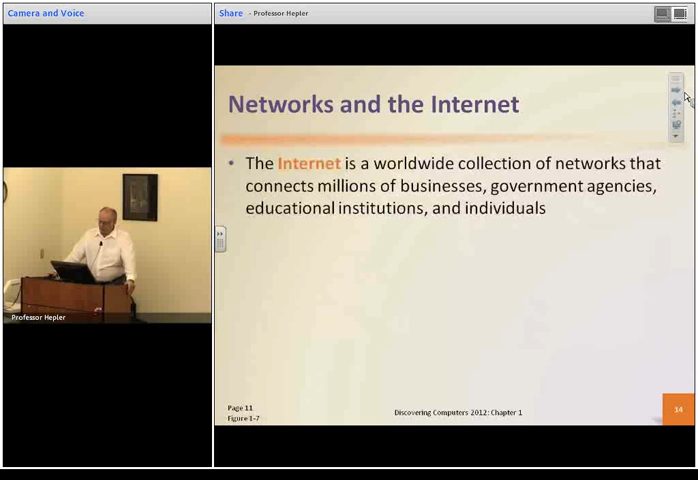 Camera and Voice
Share - Professor Hepler
Networks and the Internet
• The Internet is a worldwide collection of networks that
connects millions of businesses, government agencies,
educational institutions, and individuals
Professor Hepler
Page 11
Figure 1-7
Discovering Computers 2012: Chapter 1
14